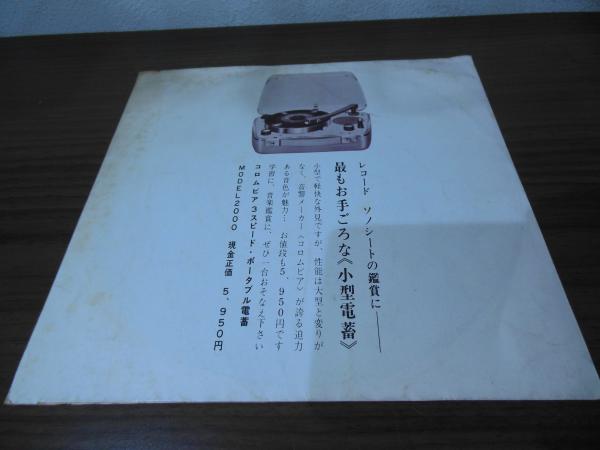 レコード ソノシートの鑑賞に――
最もお手ごろな《小型電蓄》
小型で軽快な外見ですが、性能は大型と変りが
なく、音響メーカー〈コロムビア〉が誇る迫力
ある音色が魅力… お値段も5、950円です
学習に、音楽鑑賞に、ぜひ一台おそなえ下さい
コロムビア3スピード・ポータブル電蓄
MODEL2000 現金正価 5、950円